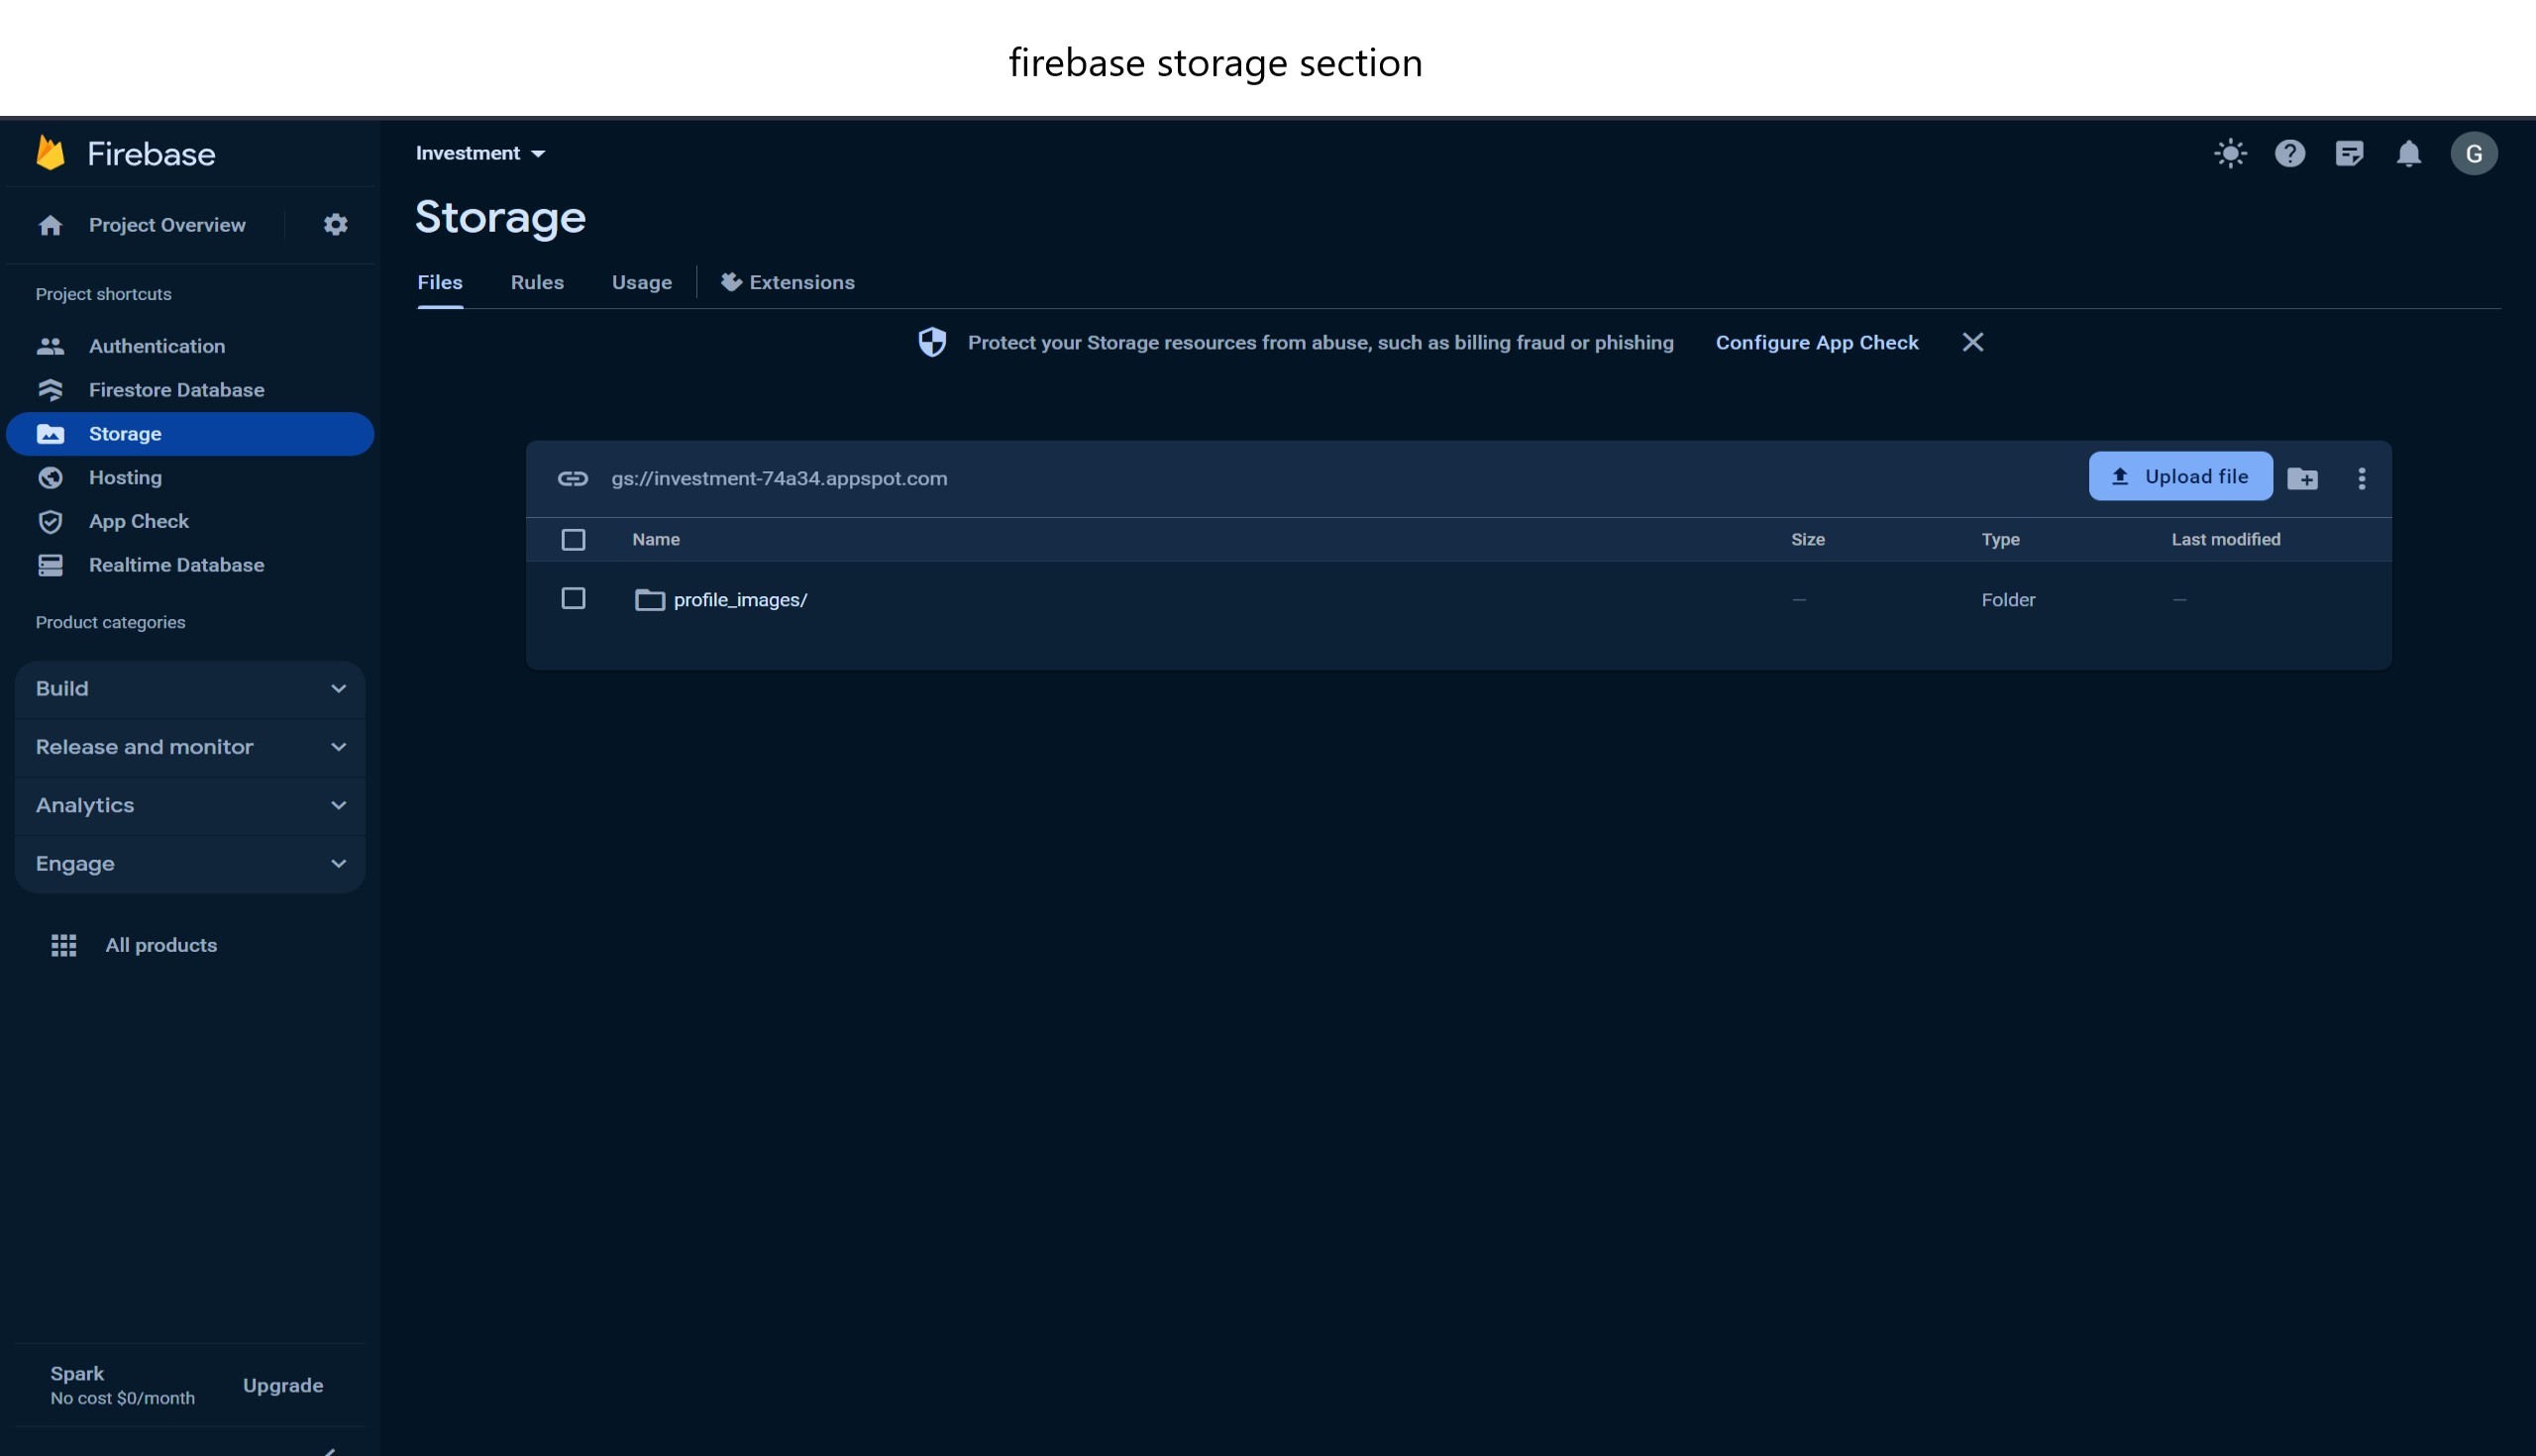 firebase storage section
Firebase
Project Overview
Project shortcuts
Authentication
Firestore Database
Storage
Hosting
App Check
Realtime Database
Product categories
Build
Release and monitor
Analytics
Engage
All products
Spark
No cost $0/month
Upgrade
Investment
G
Storage
Files Rules Usage Extensions
Protect your Storage resources from abuse, such as billing fraud or phishing Configure App Check
gs://investment-74a34.appspot.com Upload file
Name Size Type Last modified
profile_images/ — Folder —